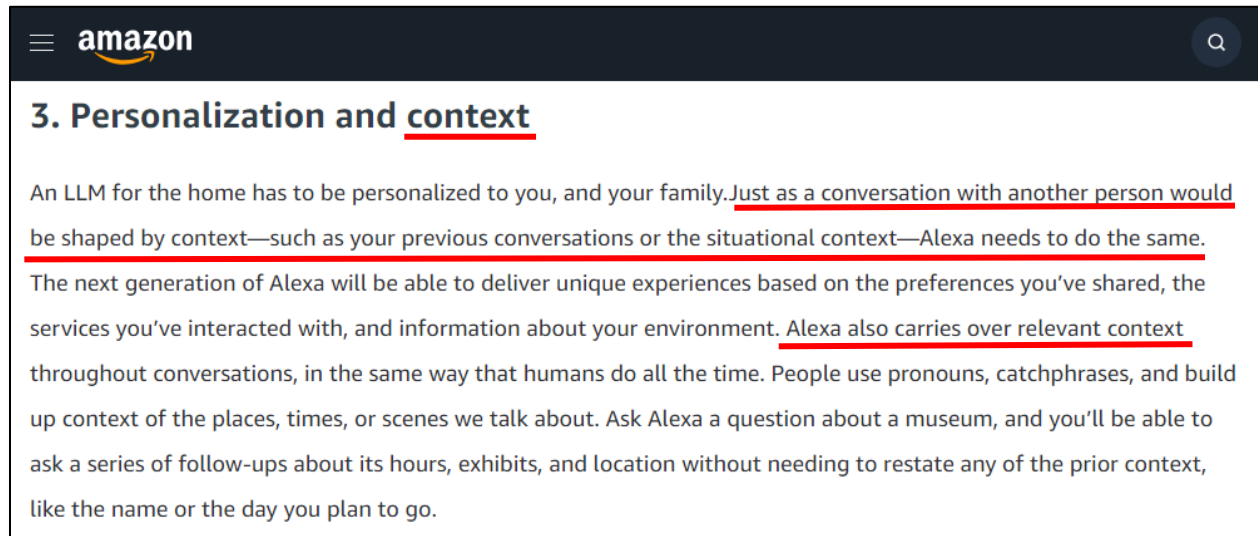 amazon
3. Personalization and context
An LLM for the home has to be personalized to you, and your family.Just as a conversation with another person would
be shaped by context—such as your previous conversations or the situational context—Alexa needs to do the same.
The next generation of Alexa will be able to deliver unique experiences based on the preferences you’ve shared, the
services you’ve interacted with, and information about your environment. Alexa also carries over relevant context
throughout conversations, in the same way that humans do all the time. People use pronouns, catchphrases, and build
up context of the places, times, or scenes we talk about. Ask Alexa a question about a museum, and you’ll be able to
ask a series of follow-ups about its hours, exhibits, and location without needing to restate any of the prior context,
like the name or the day you plan to go.